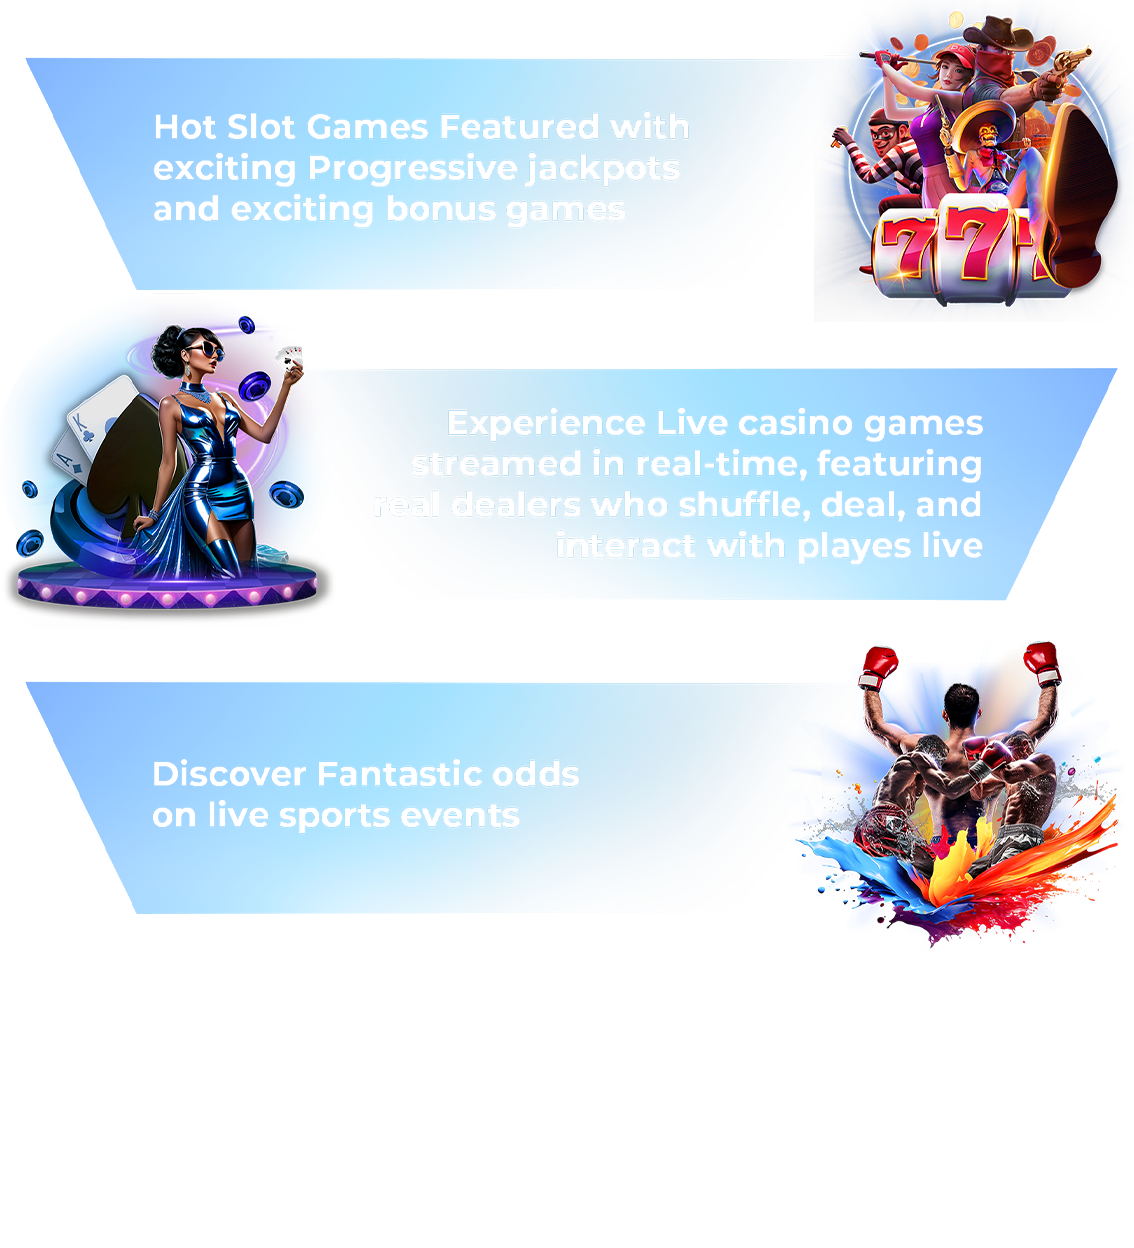 Hot Slot Games Featured with
exciting Progressive jackpots
and exciting bonus games
777
K
A
Experience Live casino games
streamed in real-time, featuring
real dealers who shuffle, deal, and
interact with playes live
Discover Fantastic odds
on live sports events